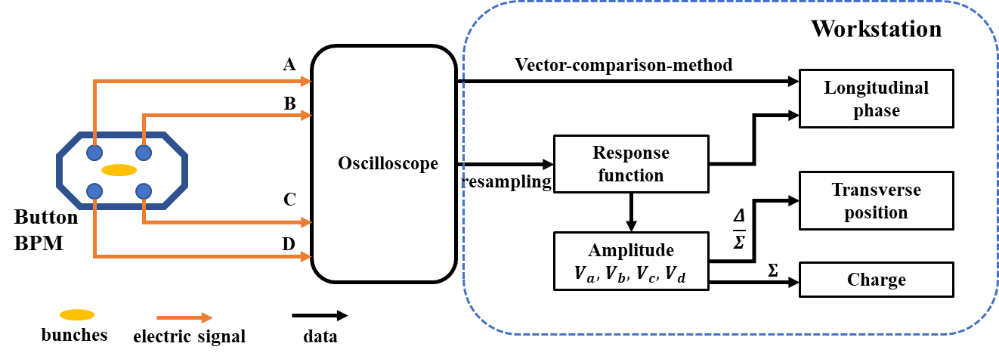 Workstation
A
Vector-comparison-method
B
Longitudinal
phase
Oscilloscope
resampling
Response
function
C
Button
BPM
D
Transverse
position
Δ
Σ
Amplitude
V_a, V_b, V_c, V_d
Σ
Charge
bunches
electric signal
data